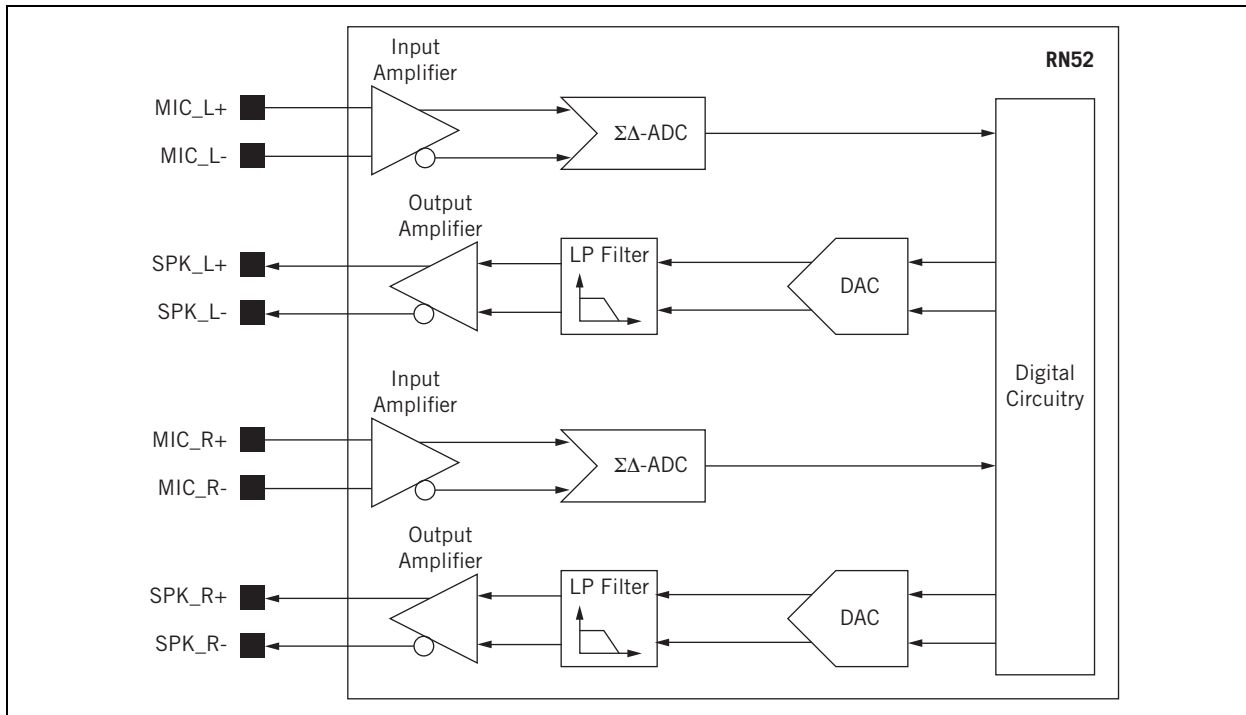 RN52
Input
Amplifier
MIC_L+
MIC_L-
ΣΔ-ADC
Output
Amplifier
SPK_L+
SPK_L-
LP Filter
DAC
Digital
Circuitry
Input
Amplifier
MIC_R+
MIC_R-
ΣΔ-ADC
Output
Amplifier
SPK_R+
SPK_R-
LP Filter
DAC